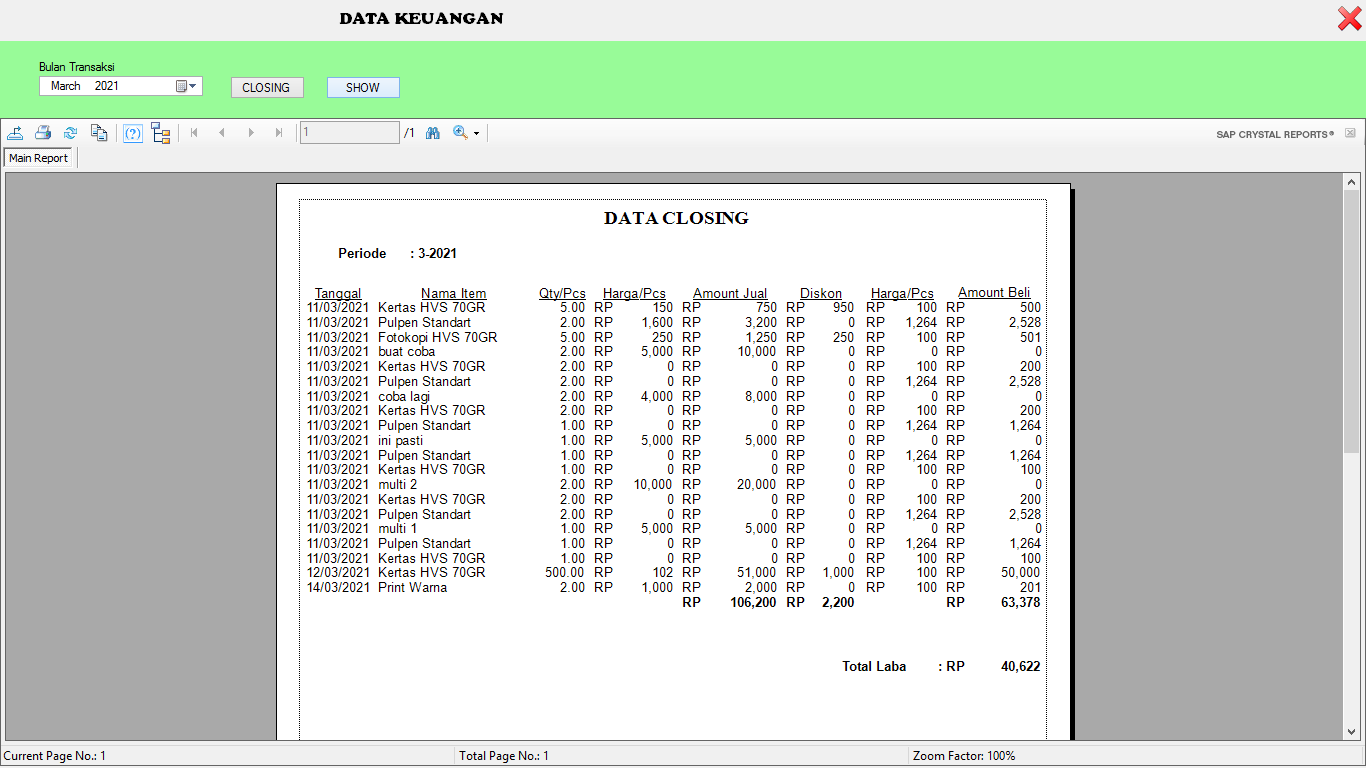 DATA KEUANGAN
Bulan Transaksi
March 2021 CLOSING SHOW
1 /1 SAP CRYSTAL REPORTS®
Main Report
DATA CLOSING
Periode : 3-2021
Tanggal Nama Item Qty/Pcs Harga/Pcs Amount Jual Diskon Harga/Pcs Amount Beli
11/03/2021 Kertas HVS 70GR 5.00 RP 150 RP 750 RP 950 RP 100 RP 500
11/03/2021 Pulpen Standart 2.00 RP 1,600 RP 3,200 RP 0 RP 1,264 RP 2,528
11/03/2021 Fotokopi HVS 70GR 5.00 RP 250 RP 1,250 RP 250 RP 100 RP 501
11/03/2021 buat coba 2.00 RP 5,000 RP 10,000 RP 0 RP 0 RP 0
11/03/2021 Kertas HVS 70GR 2.00 RP 0 RP 0 RP 0 RP 100 RP 200
11/03/2021 Pulpen Standart 2.00 RP 0 RP 0 RP 0 RP 1,264 RP 2,528
11/03/2021 coba lagi 2.00 RP 4,000 RP 8,000 RP 0 RP 0 RP 0
11/03/2021 Kertas HVS 70GR 2.00 RP 0 RP 0 RP 0 RP 100 RP 200
11/03/2021 Pulpen Standart 1.00 RP 0 RP 0 RP 0 RP 1,264 RP 1,264
11/03/2021 ini pasti 1.00 RP 5,000 RP 5,000 RP 0 RP 0 RP 0
11/03/2021 Pulpen Standart 1.00 RP 0 RP 0 RP 0 RP 1,264 RP 1,264
11/03/2021 Kertas HVS 70GR 1.00 RP 0 RP 0 RP 0 RP 100 RP 100
11/03/2021 multi 2 2.00 RP 10,000 RP 20,000 RP 0 RP 0 RP 0
11/03/2021 Kertas HVS 70GR 2.00 RP 0 RP 0 RP 0 RP 100 RP 200
11/03/2021 Pulpen Standart 2.00 RP 0 RP 0 RP 0 RP 1,264 RP 2,528
11/03/2021 multi 1 1.00 RP 5,000 RP 5,000 RP 0 RP 0 RP 0
11/03/2021 Pulpen Standart 1.00 RP 0 RP 0 RP 0 RP 1,264 RP 1,264
11/03/2021 Kertas HVS 70GR 1.00 RP 0 RP 0 RP 0 RP 100 RP 100
12/03/2021 Kertas HVS 70GR 500.00 RP 102 RP 51,000 RP 1,000 RP 100 RP 50,000
14/03/2021 Print Warna 2.00 RP 1,000 RP 2,000 RP 0 RP 100 RP 201
RP 106,200 RP 2,200 RP 63,378
Total Laba : RP 40,622
Current Page No.: 1 Total Page No.: 1 Zoom Factor: 100%